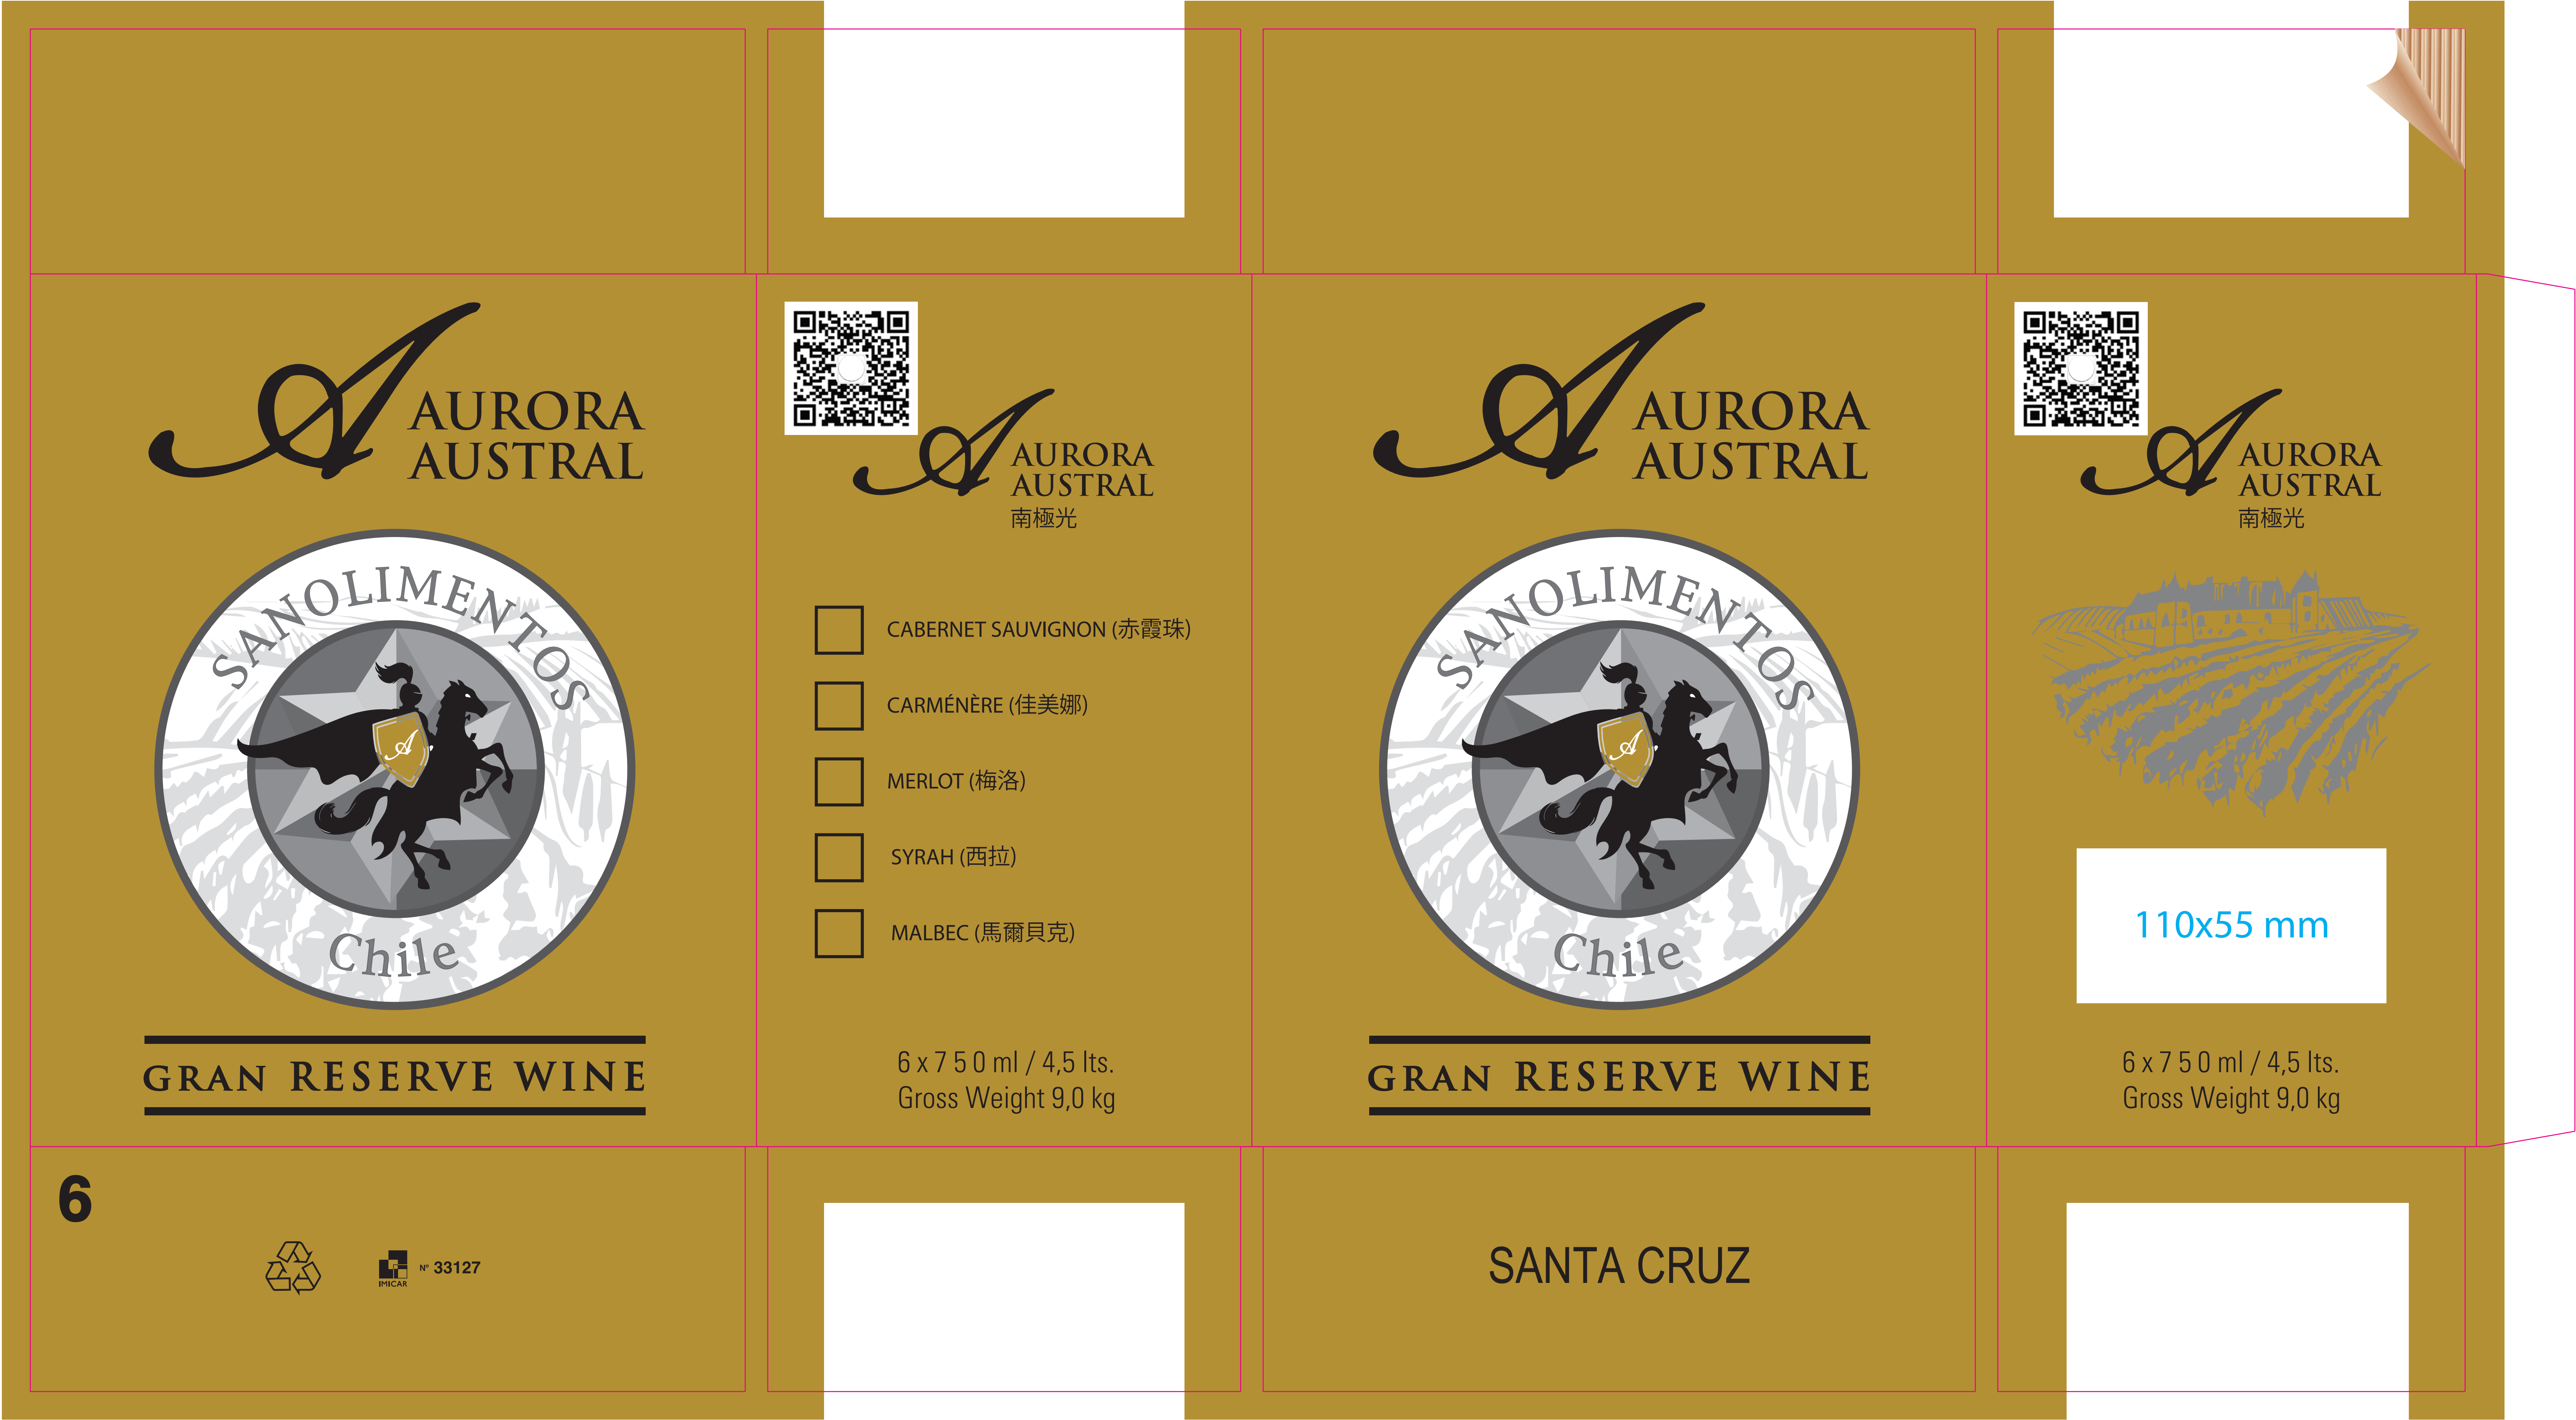 AURORA
AUSTRAL
SANOLIMENTOS
A
Chile
GRAN RESERVE WINE
A AURORA
AUSTRAL
南極光
CABERNET SAUVIGNON (赤霞珠)
CARMÉNÈRE (佳美娜)
MERLOT (梅洛)
SYRAH (西拉)
MALBEC (馬爾貝克)
6 x 7 5 0 ml / 4,5 lts.
Gross Weight 9,0 kg
A AURORA
AUSTRAL
SANOLIMENTOS
A
Chile
GRAN RESERVE WINE
A AURORA
AUSTRAL
南極光
110x55 mm
6 x 7 5 0 ml / 4,5 lts.
Gross Weight 9,0 kg
6
IMICAR
Nº 33127
SANTA CRUZ